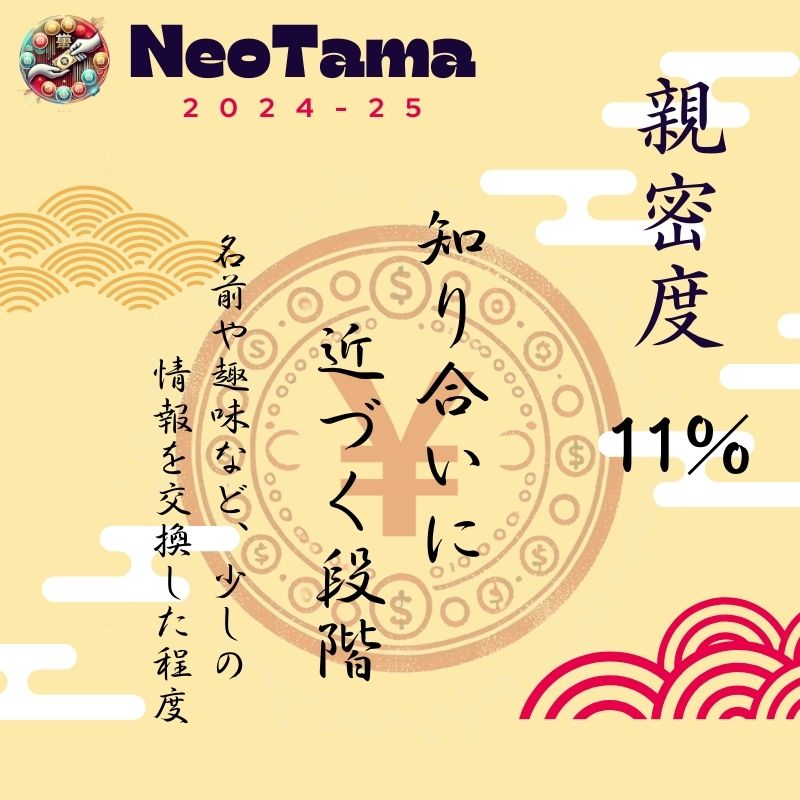 NeoTama
2024-25
親密度
11%
知り合いに
近づく段階
名前や趣味など、少しの
情報を交換した程度